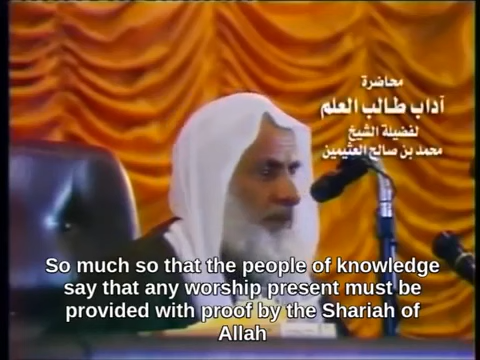 محاضرة
آداب طالب العلم
لفضيلة الشيخ
محمد بن صالح العثيمين
So much so that the people of knowledge
say that any worship present must be
provided with proof by the Shariah of
Allah